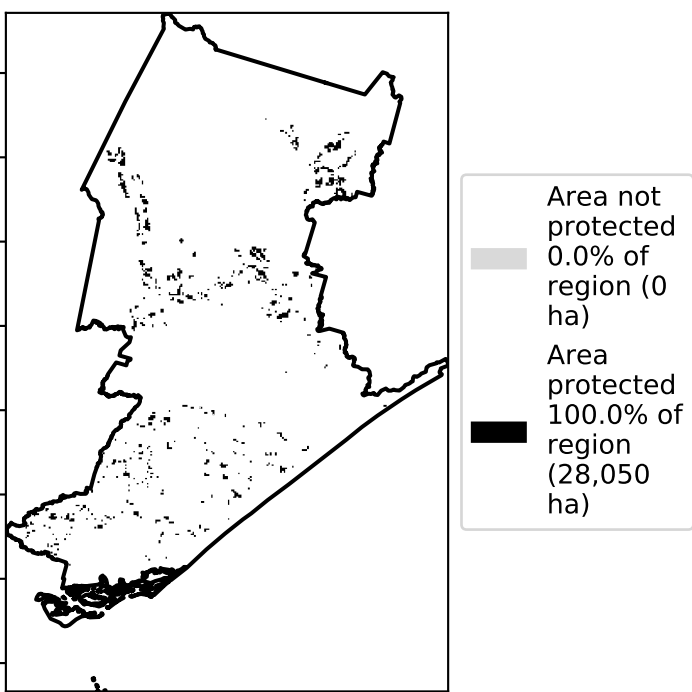 Area not
protected
0.0% of
region (0
ha)
Area
protected
100.0% of
region
(28,050
ha)